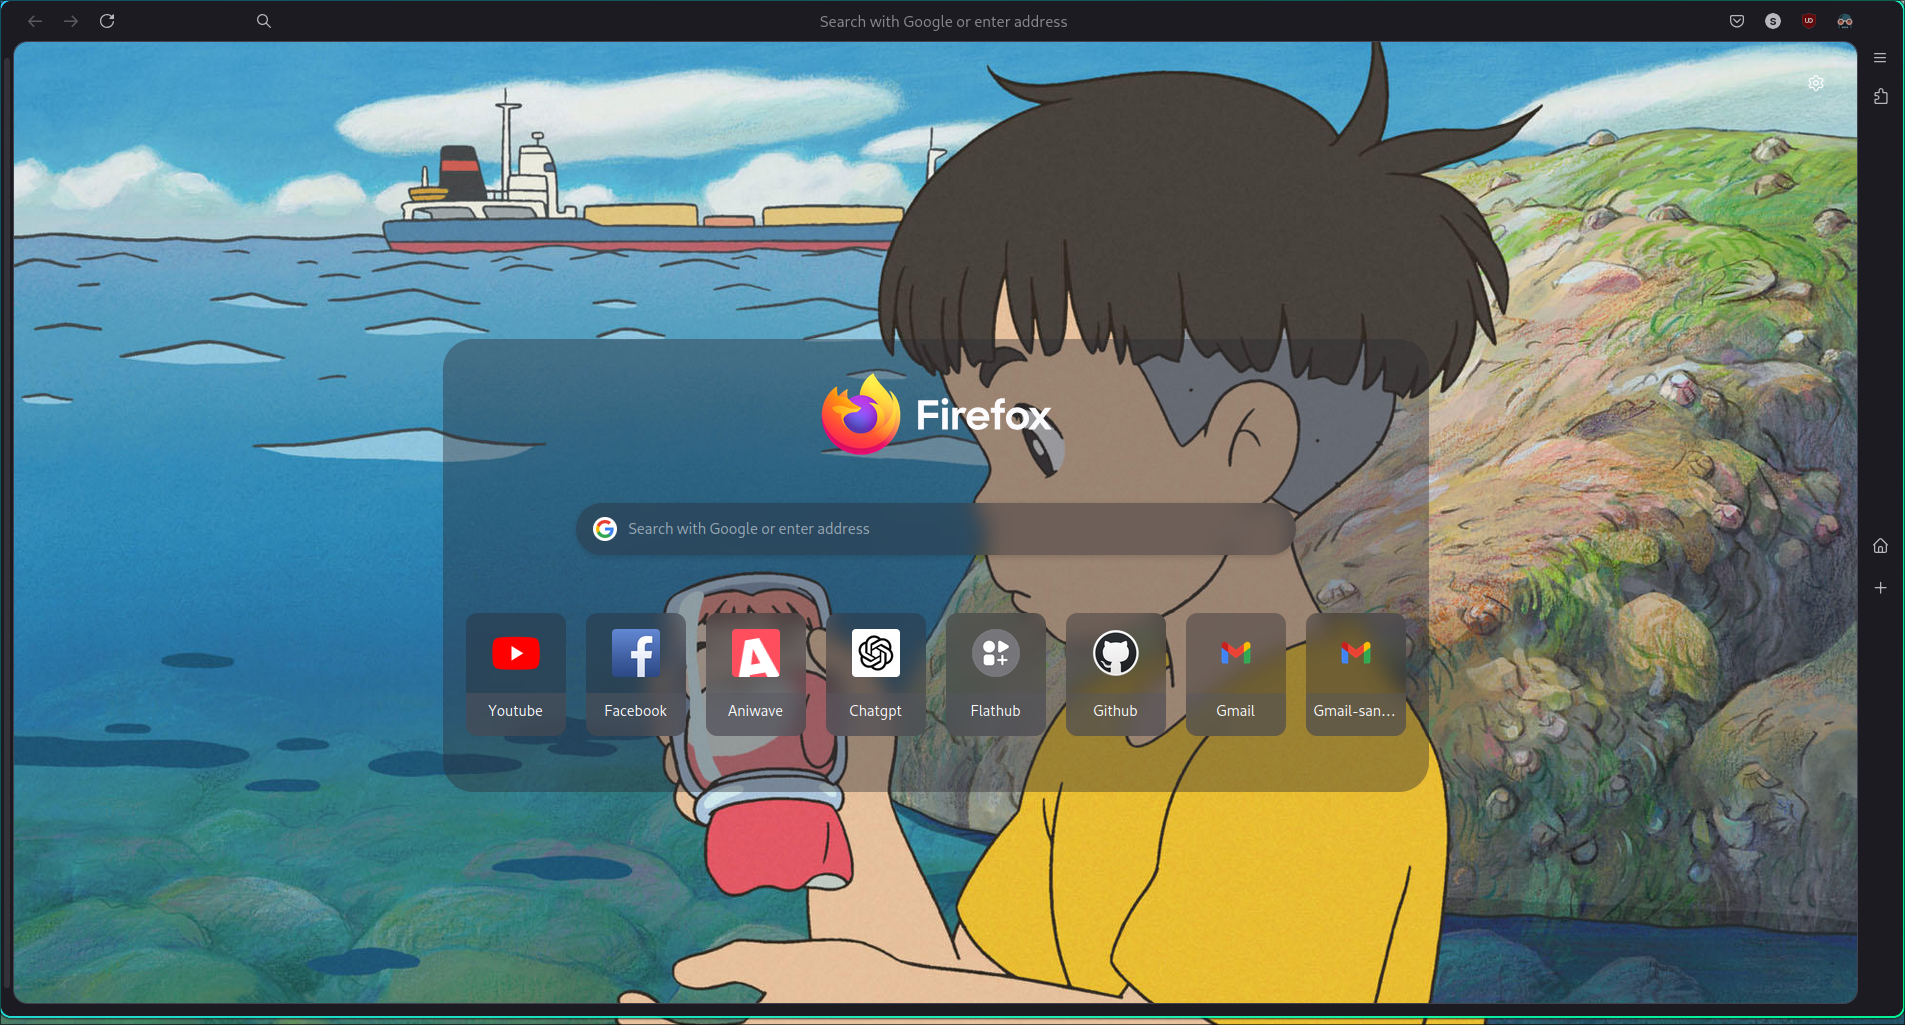 Search with Google or enter address
S
UD
Firefox
Search with Google or enter address
Youtube
Facebook
Aniwave
Chatgpt
Flathub
Github
Gmail
Gmail-san...